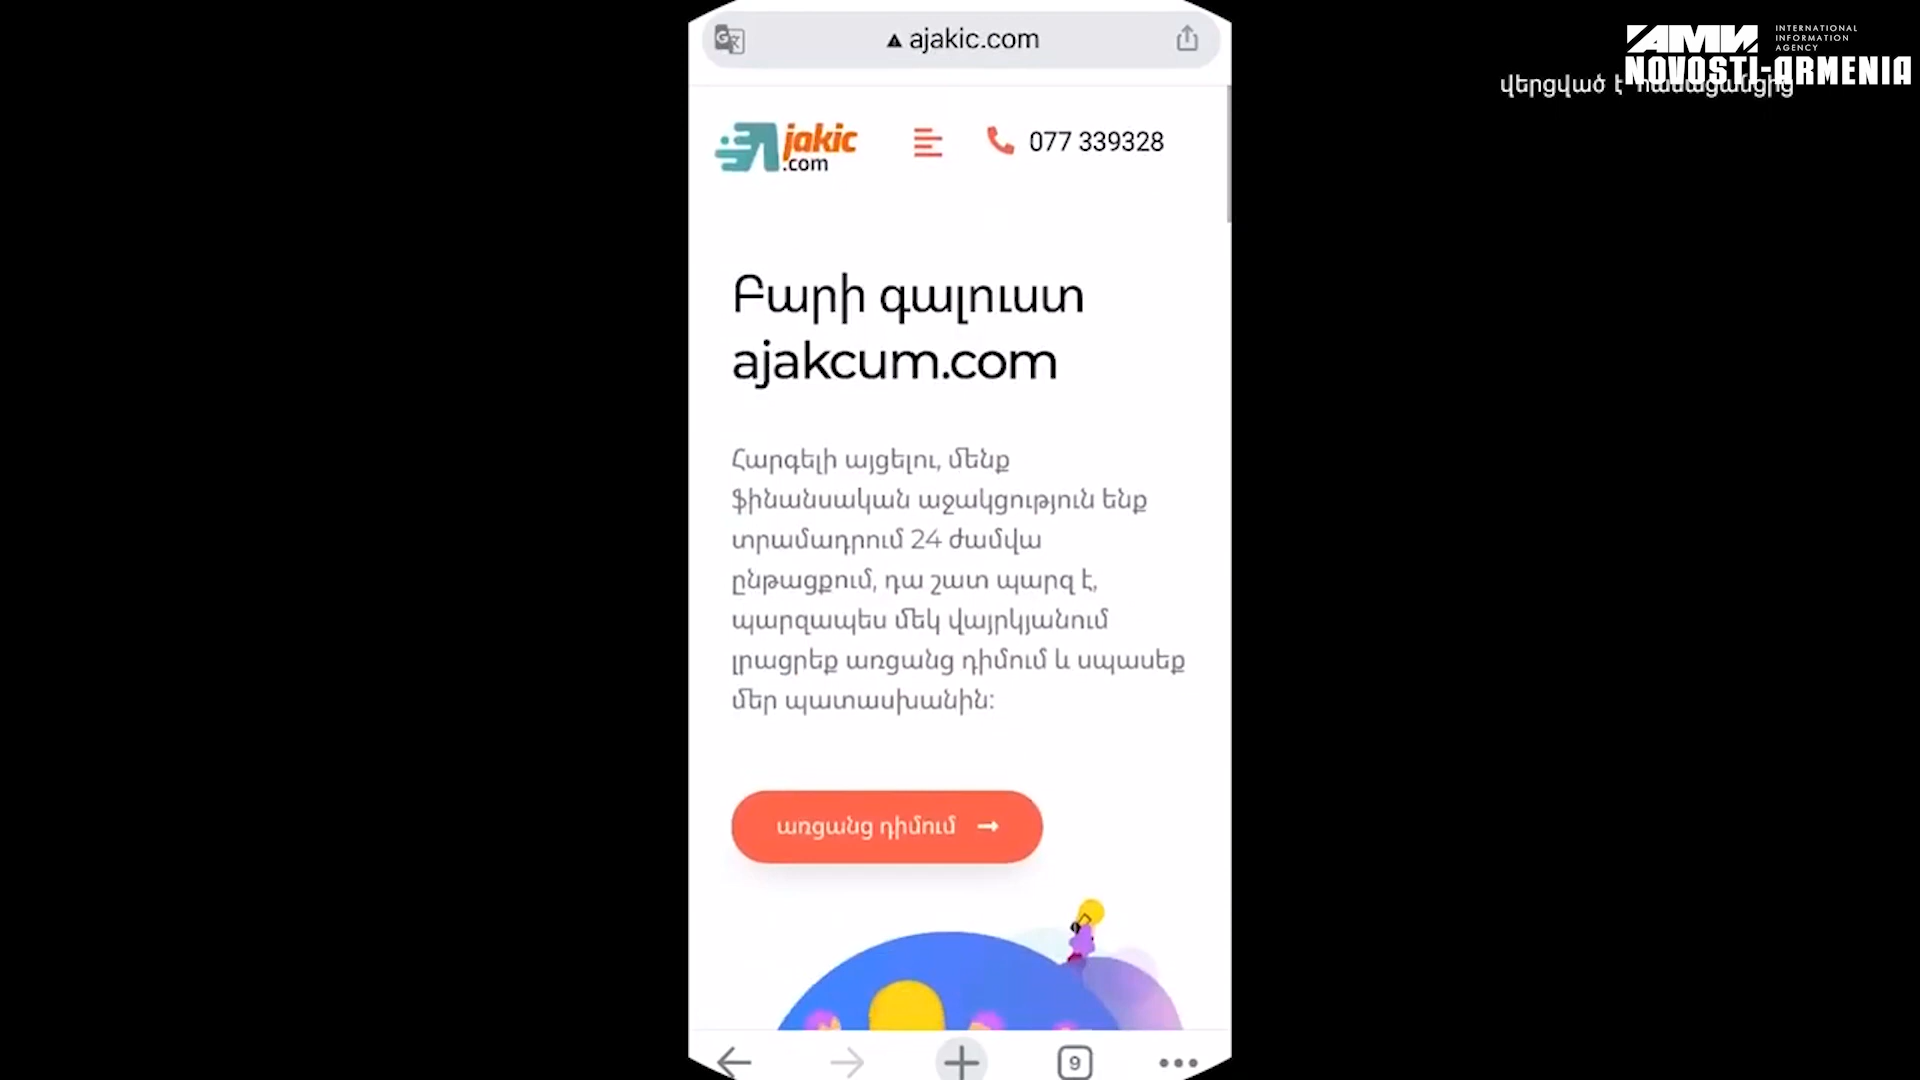 ajakic.com
АМИ
INTERNATIONAL
INFORMATION
AGENCY
NOVOSTI-ARMENIA
վերցված է համացանցից
jakic
.com
077 339328
Բարի գալուստ
ajakcum.com
Հարգելի այցելու, մենք
ֆինանսական աջակցություն ենք
տրամադրում 24 ժամվա
ընթացքում, դա շատ պարզ է,
պարզապես մեկ վայրկյանում
լրացրեք առցանց դիմում և սպասեք
մեր պատասխանին:
առցանց դիմում
9